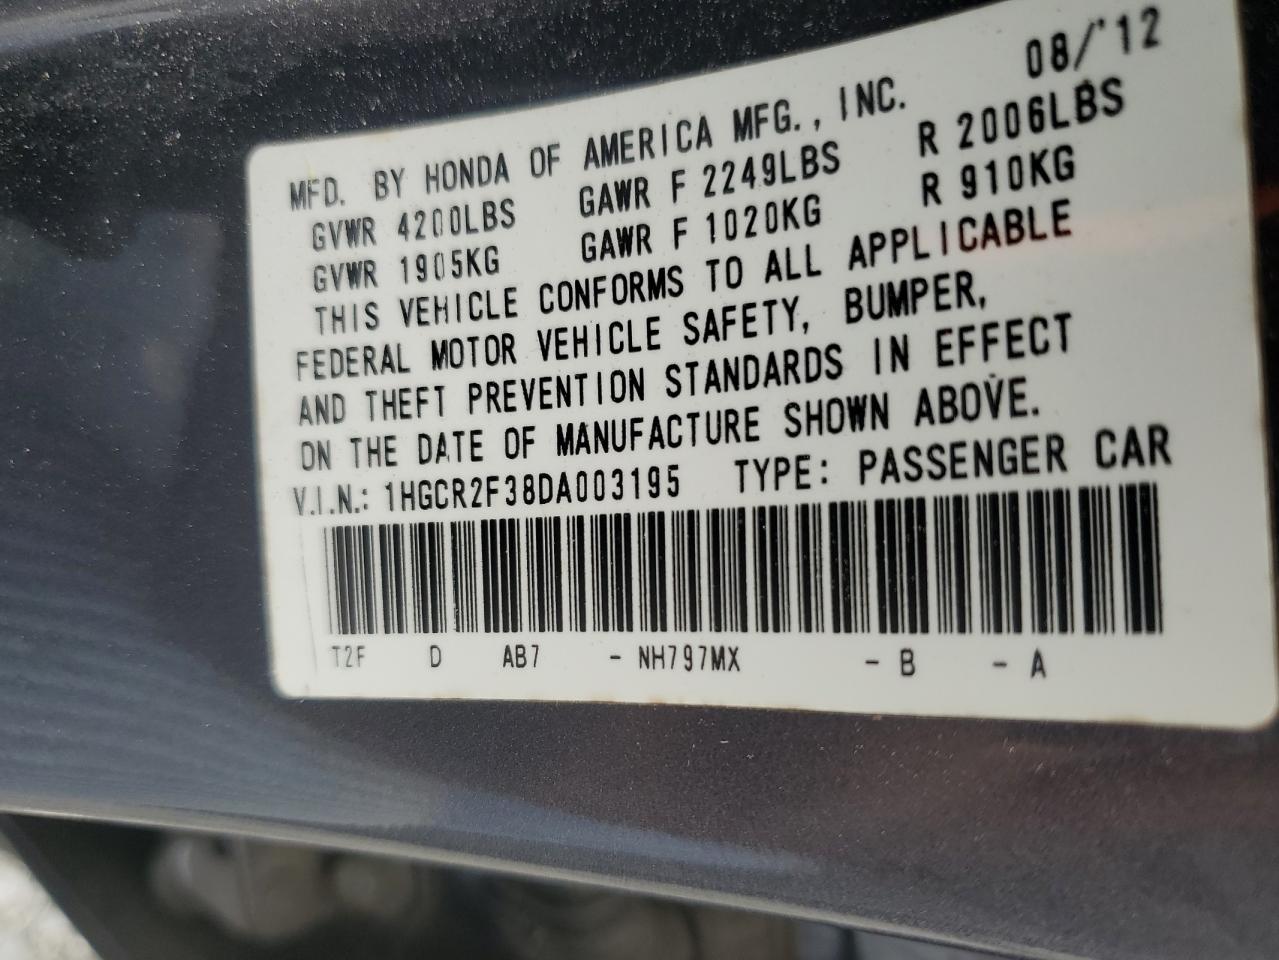 08/'12
MFD. BY HONDA OF AMERICA MFG., INC.
GVWR 4200LBS GAWR F 2249LBS R 2006LBS
GVWR 1905KG GAWR F 1020KG R 910KG
THIS VEHICLE CONFORMS TO ALL APPLICABLE
FEDERAL MOTOR VEHICLE SAFETY, BUMPER,
AND THEFT PREVENTION STANDARDS IN EFFECT
ON THE DATE OF MANUFACTURE SHOWN ABOVE.
V.I.N.: 1HGCR2F38DA003195 TYPE: PASSENGER CAR
T2F D AB7 - NH797MX - B - A